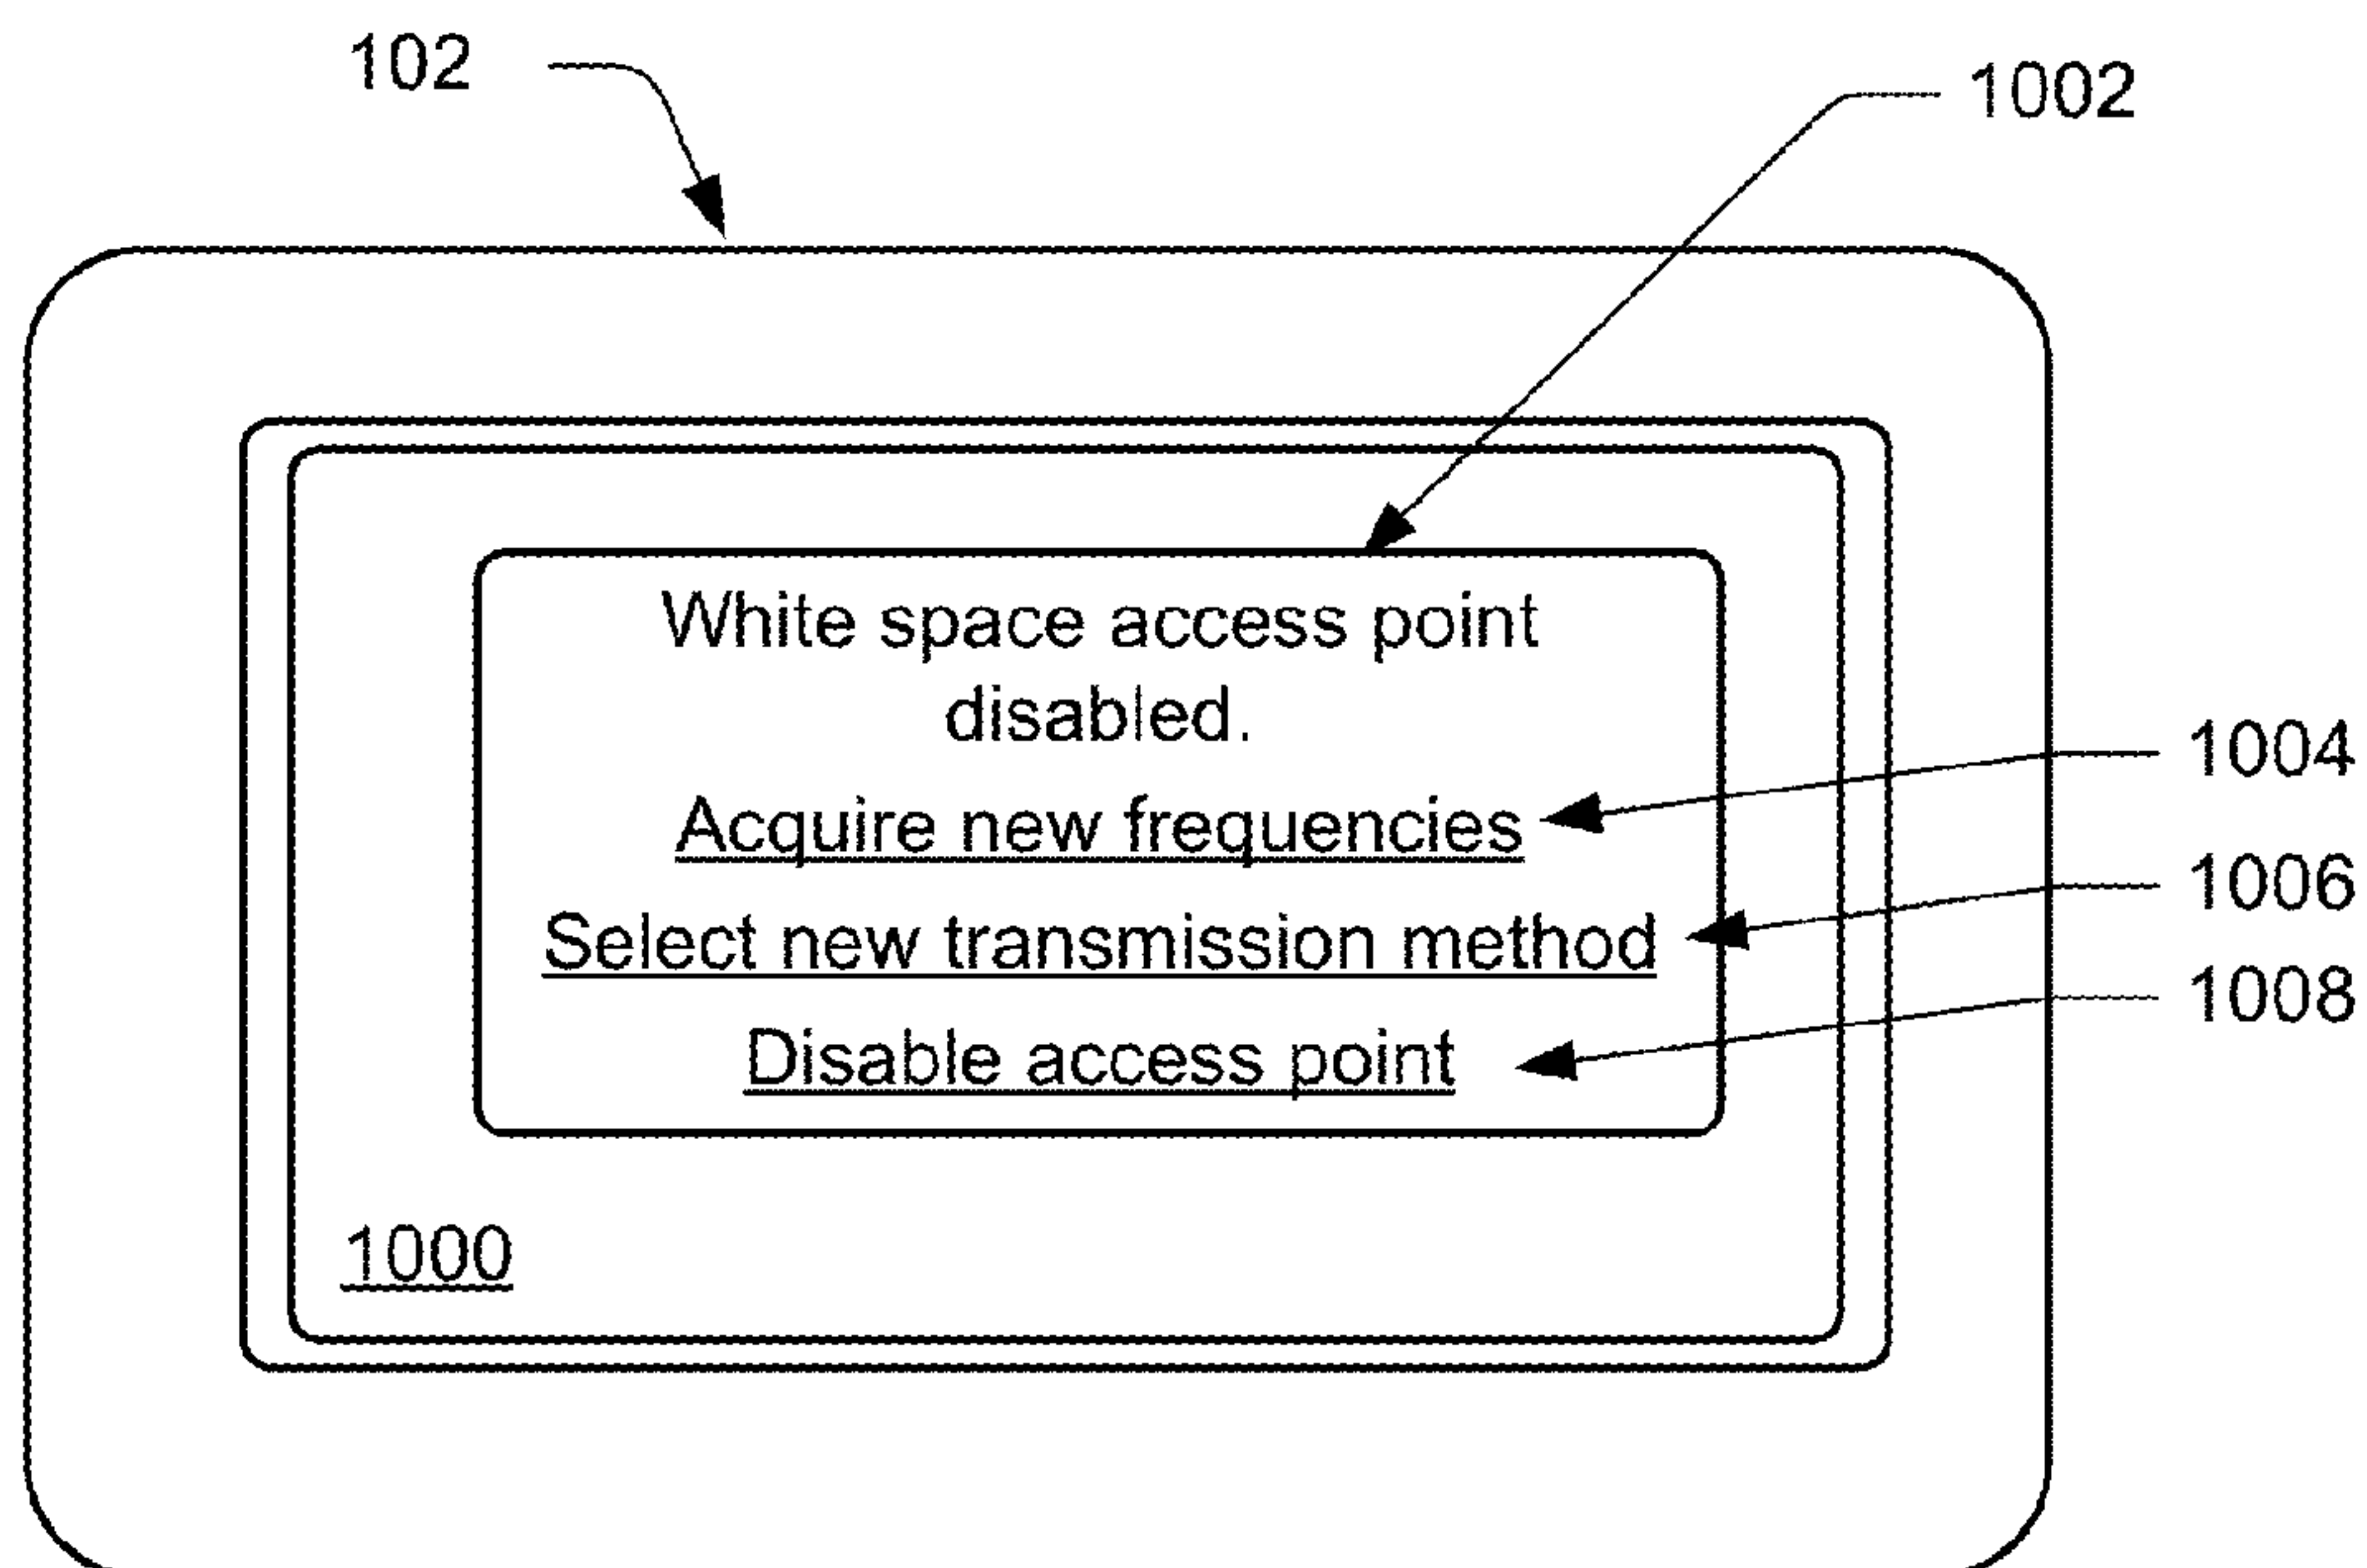 102
1002
White space access point
disabled.
Acquire new frequencies
1004
Select new transmission method
1006
Disable access point
1008
1000